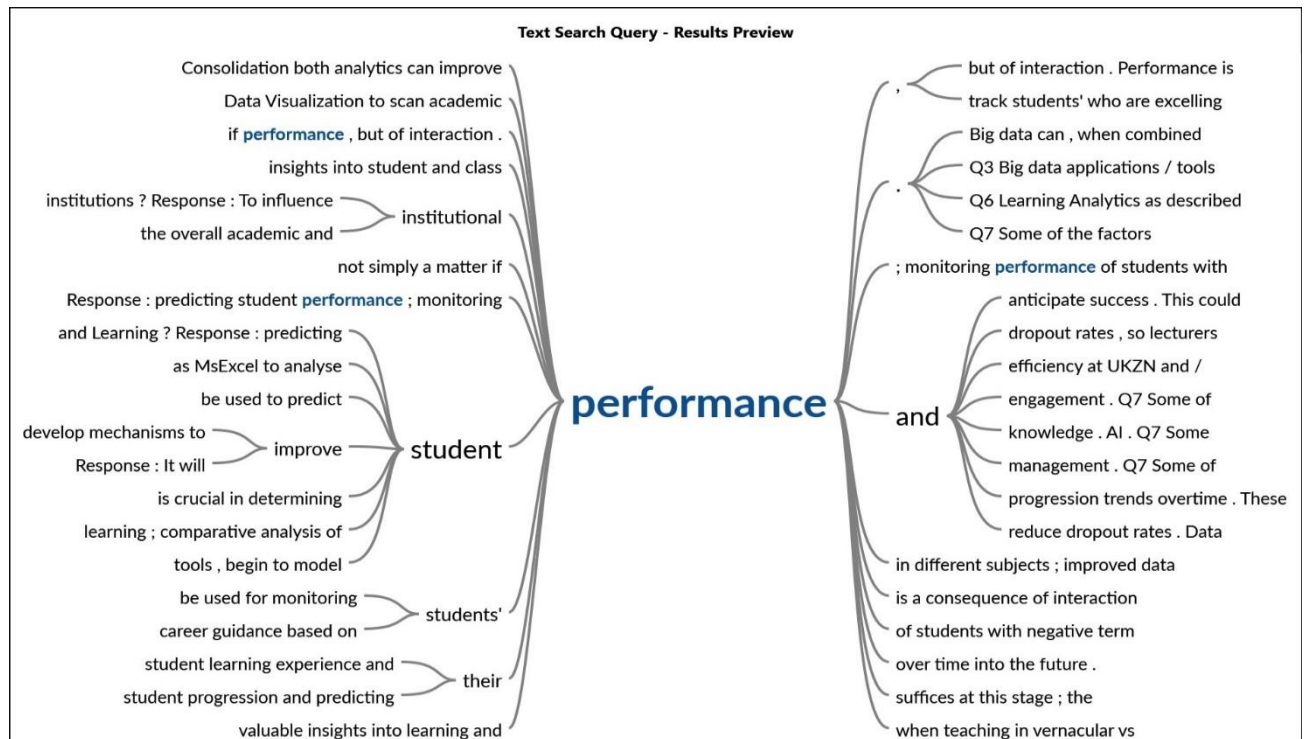 Text Search Query - Results Preview
Consolidation both analytics can improve
Data Visualization to scan academic
if performance , but of interaction .
insights into student and class
institutions ? Response : To influence
the overall academic and
institutional
not simply a matter if
Response : predicting student performance ; monitoring
and Learning ? Response : predicting
as MsExcel to analyse
be used to predict
develop mechanisms to
Response : It will
improve
is crucial in determining
learning ; comparative analysis of
tools , begin to model
student
be used for monitoring
career guidance based on
students'
student learning experience and
student progression and predicting
their
valuable insights into learning and
performance
,
but of interaction . Performance is
track students' who are excelling
.
Big data can , when combined
Q3 Big data applications / tools
Q6 Learning Analytics as described
Q7 Some of the factors
; monitoring performance of students with
and
anticipate success . This could
dropout rates , so lecturers
efficiency at UKZN and /
engagement . Q7 Some of
knowledge . AI . Q7 Some
management . Q7 Some of
progression trends overtime . These
reduce dropout rates . Data
in different subjects ; improved data
is a consequence of interaction
of students with negative term
over time into the future .
suffices at this stage ; the
when teaching in vernacular vs